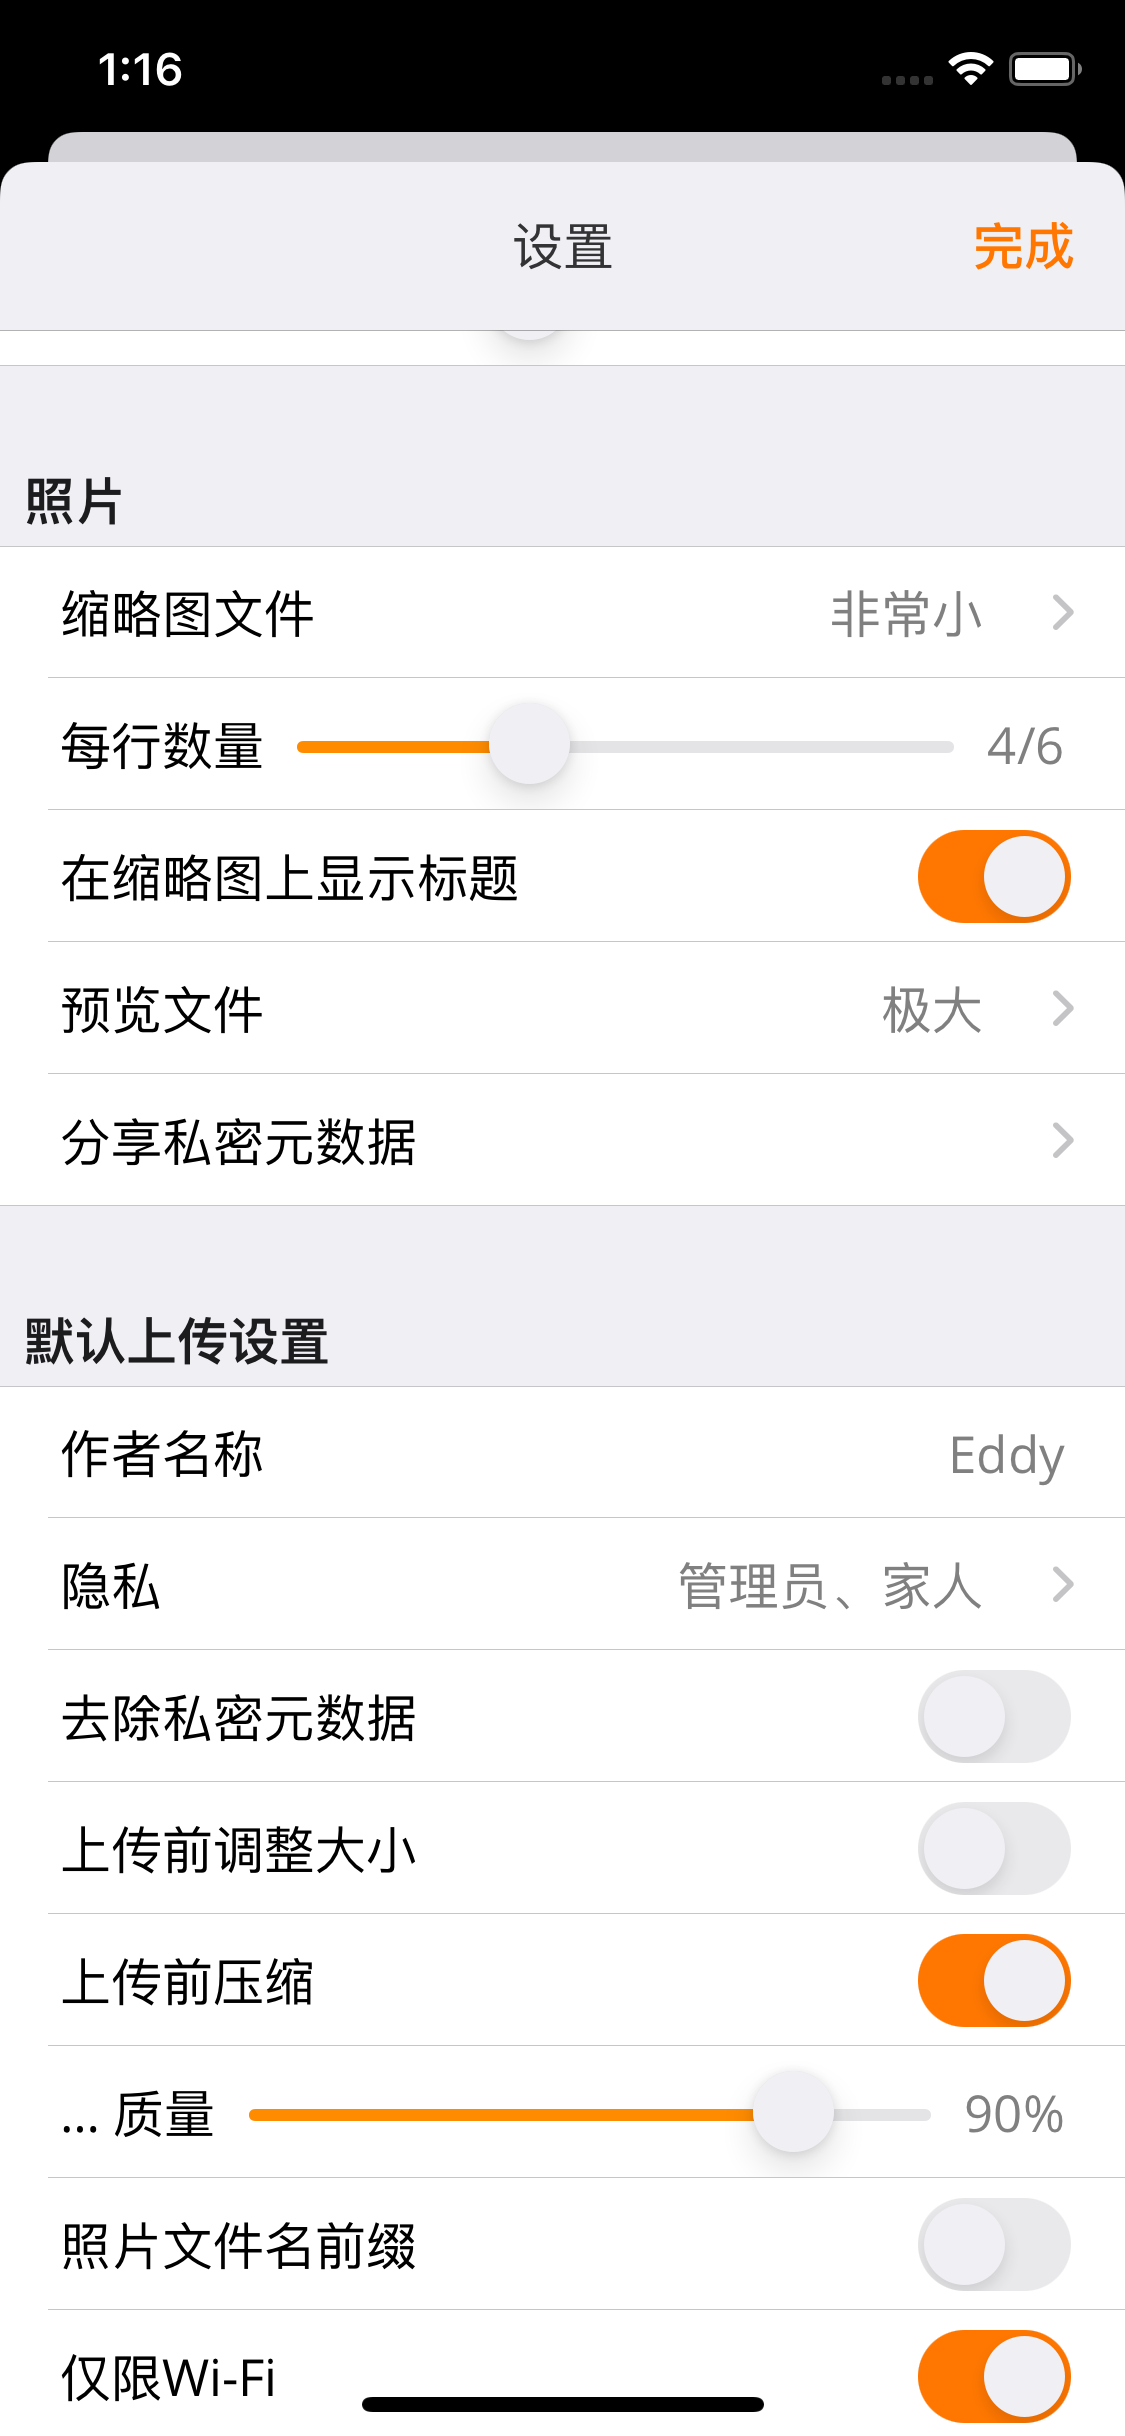 1:16
设置
完成
照片
缩略图文件 非常小
每行数量 4/6
在缩略图上显示标题
预览文件 极大
分享私密元数据
默认上传设置
作者名称 Eddy
隐私 管理员、家人
去除私密元数据
上传前调整大小
上传前压缩
... 质量 90%
照片文件名前缀
仅限Wi-Fi